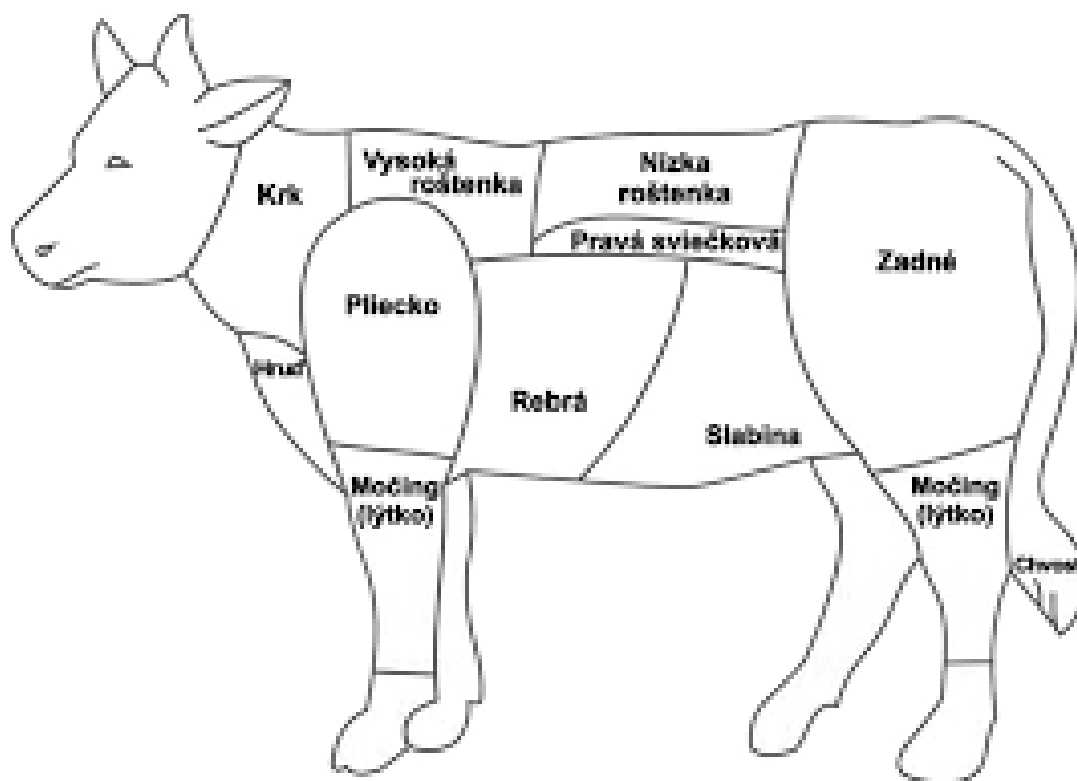 Krk
Vysoká
roštenka
Nízka
roštenka
Pravá sviečková
Zadné
Pliecko
Hruď
Rebrá
Slabina
Močing
(lýtko)
Močing
(lýtko)
Chvost